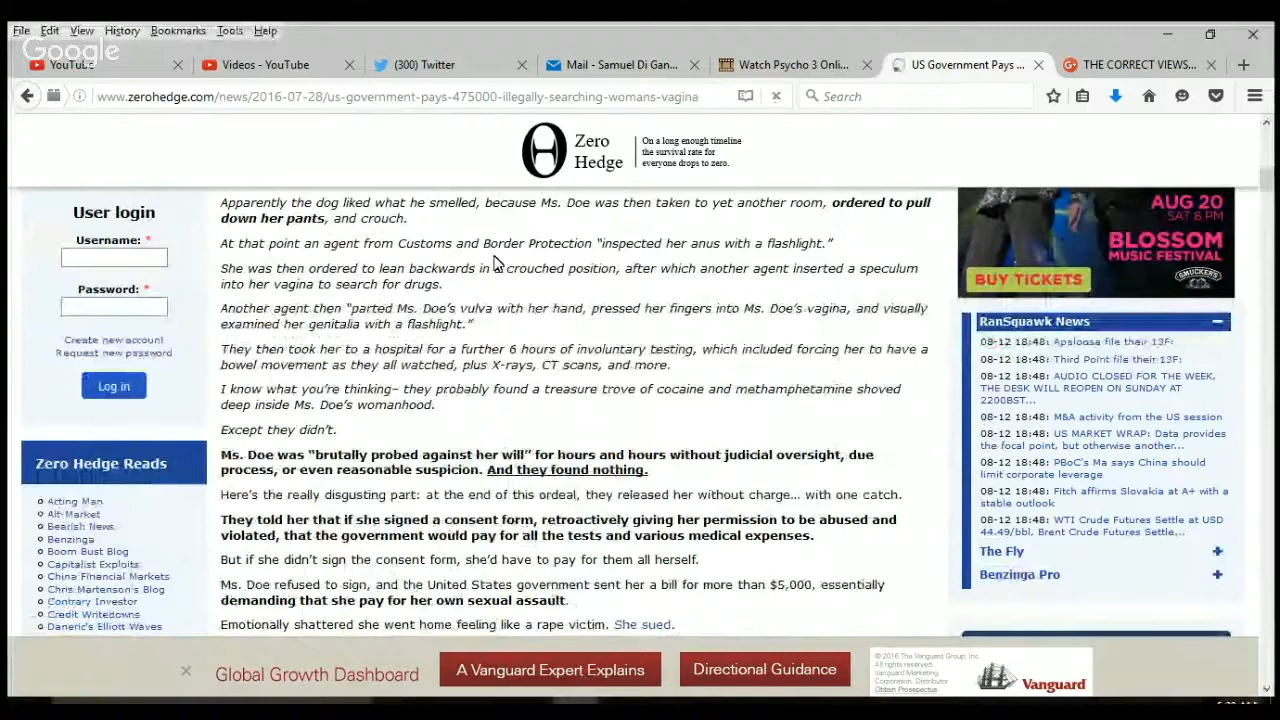 File Edit View History Bookmarks Tools Help
Google
YouTube
Videos - YouTube
(300) Twitter
Mail - Samuel Di Gan...
Watch Psycho 3 Onli...
US Government Pays ...
THE CORRECT VIEWS...
www.zerohedge.com/news/2016-07-28/us-government-pays-475000-illegally-searching-womans-vagina
Search
Zero
Hedge
On a long enough timeline
the survival rate for
everyone drops to zero.
User login
Username: *
Password: *
Create new account
Request new password
Log in
Zero Hedge Reads
Acting Man
Alt-Market
Bearish News
Benzinga
Boom Bust Blog
Capitalist Exploits
China Financial Markets
Chris Martenson's Blog
Contrary Investor
Credit Writedowns
Daneric's Elliott Waves
Apparently the dog liked what he smelled, because Ms. Doe was then taken to yet another room, ordered to pull
down her pants, and crouch.
At that point an agent from Customs and Border Protection “inspected her anus with a flashlight.”
She was then ordered to lean backwards in crouched position, after which another agent inserted a speculum
into her vagina to search for drugs.
Another agent then “parted Ms. Doe’s vulva with her hand, pressed her fingers into Ms. Doe’s vagina, and visually
examined her genitalia with a flashlight.”
They then took her to a hospital for a further 6 hours of involuntary testing, which included forcing her to have a
bowel movement as they all watched, plus X-rays, CT scans, and more.
I know what you’re thinking– they probably found a treasure trove of cocaine and methamphetamine shoved
deep inside Ms. Doe’s womanhood.
Except they didn’t.
Ms. Doe was “brutally probed against her will” for hours and hours without judicial oversight, due
process, or even reasonable suspicion. And they found nothing.
Here’s the really disgusting part: at the end of this ordeal, they released her without charge... with one catch.
They told her that if she signed a consent form, retroactively giving her permission to be abused and
violated, that the government would pay for all the tests and various medical expenses.
But if she didn’t sign the consent form, she’d have to pay for them all herself.
Ms. Doe refused to sign, and the United States government sent her a bill for more than $5,000, essentially
demanding that she pay for her own sexual assault.
Emotionally shattered she went home feeling like a rape victim. She sued.
AUG 20
SAT 8 PM
BLOSSOM
MUSIC FESTIVAL
BUY TICKETS
SMUCKER'S
RanSquawk News
08-12 18:48: Apaloosa file their 13F:
08-12 18:48: Third Point file their 13F:
08-12 18:48: AUDIO CLOSED FOR THE WEEK,
THE DESK WILL REOPEN ON SUNDAY AT
2200BST...
08-12 18:48: M&A activity from the US session
08-12 18:48: US MARKET WRAP: Data provides
the focal point, but otherwise another...
08-12 18:48: PBoC's Ma says China should
limit corporate leverage
08-12 18:48: Fitch affirms Slovakia at A+ with a
stable outlook
08-12 18:48: WTI Crude Futures Settle at USD
44.49/bbl, Brent Crude Futures Settle...
The Fly
Benzinga Pro
Global Growth Dashboard
A Vanguard Expert Explains
Directional Guidance
© 2016 The Vanguard Group, Inc.
All rights reserved.
Vanguard Marketing
Corporation, Distributor
Obtain Prospectus
Vanguard